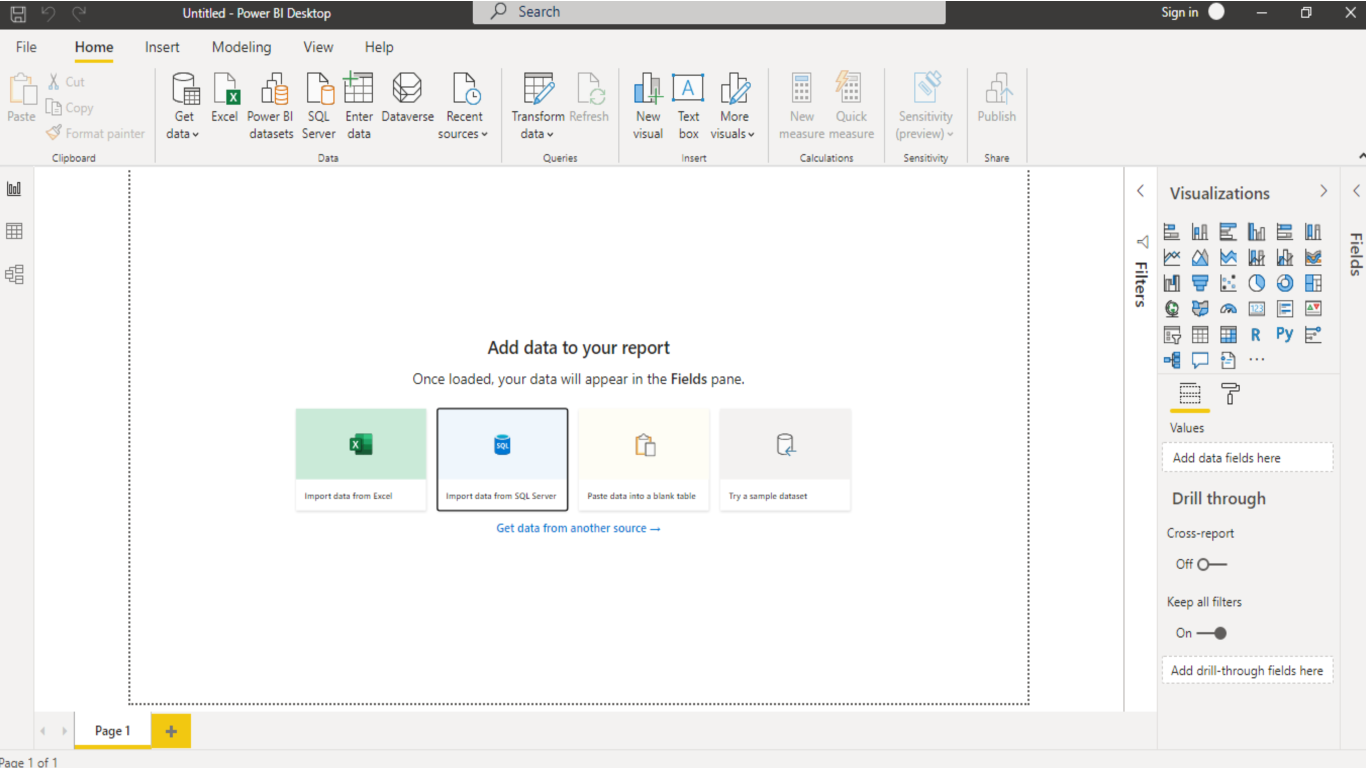 Untitled - Power BI Desktop
Search
Sign in
File Home Insert Modeling View Help
Paste
Cut
Copy
Format painter
Clipboard
Get data
Excel
Power BI datasets
SQL Server
Enter data
Dataverse
Recent sources
Data
Transform data
Refresh
Queries
New visual
Text box
More visuals
Insert
New measure
Quick measure
Calculations
Sensitivity (preview)
Sensitivity
Publish
Share
Add data to your report
Once loaded, your data will appear in the Fields pane.
Import data from Excel
SQL
Import data from SQL Server
Paste data into a blank table
Try a sample dataset
Get data from another source →
Filters
Visualizations
123
R
Py
...
Values
Add data fields here
Drill through
Cross-report
Off
Keep all filters
On
Add drill-through fields here
Fields
Page 1
+
Page 1 of 1